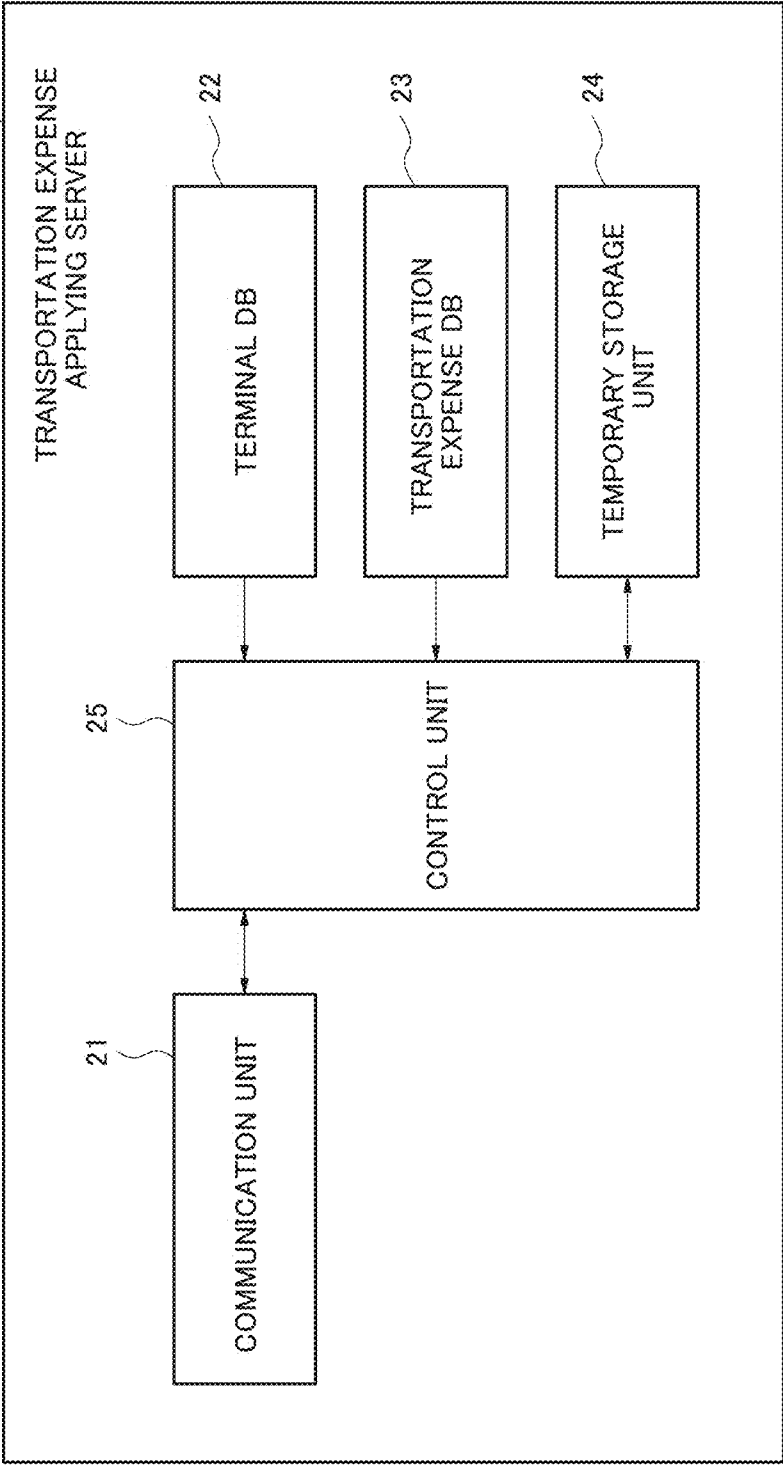 TRANSPORTATION EXPENSE
APPLYING SERVER
21
COMMUNICATION UNIT
25
CONTROL UNIT
22
TERMINAL DB
23
TRANSPORTATION
EXPENSE DB
24
TEMPORARY STORAGE
UNIT